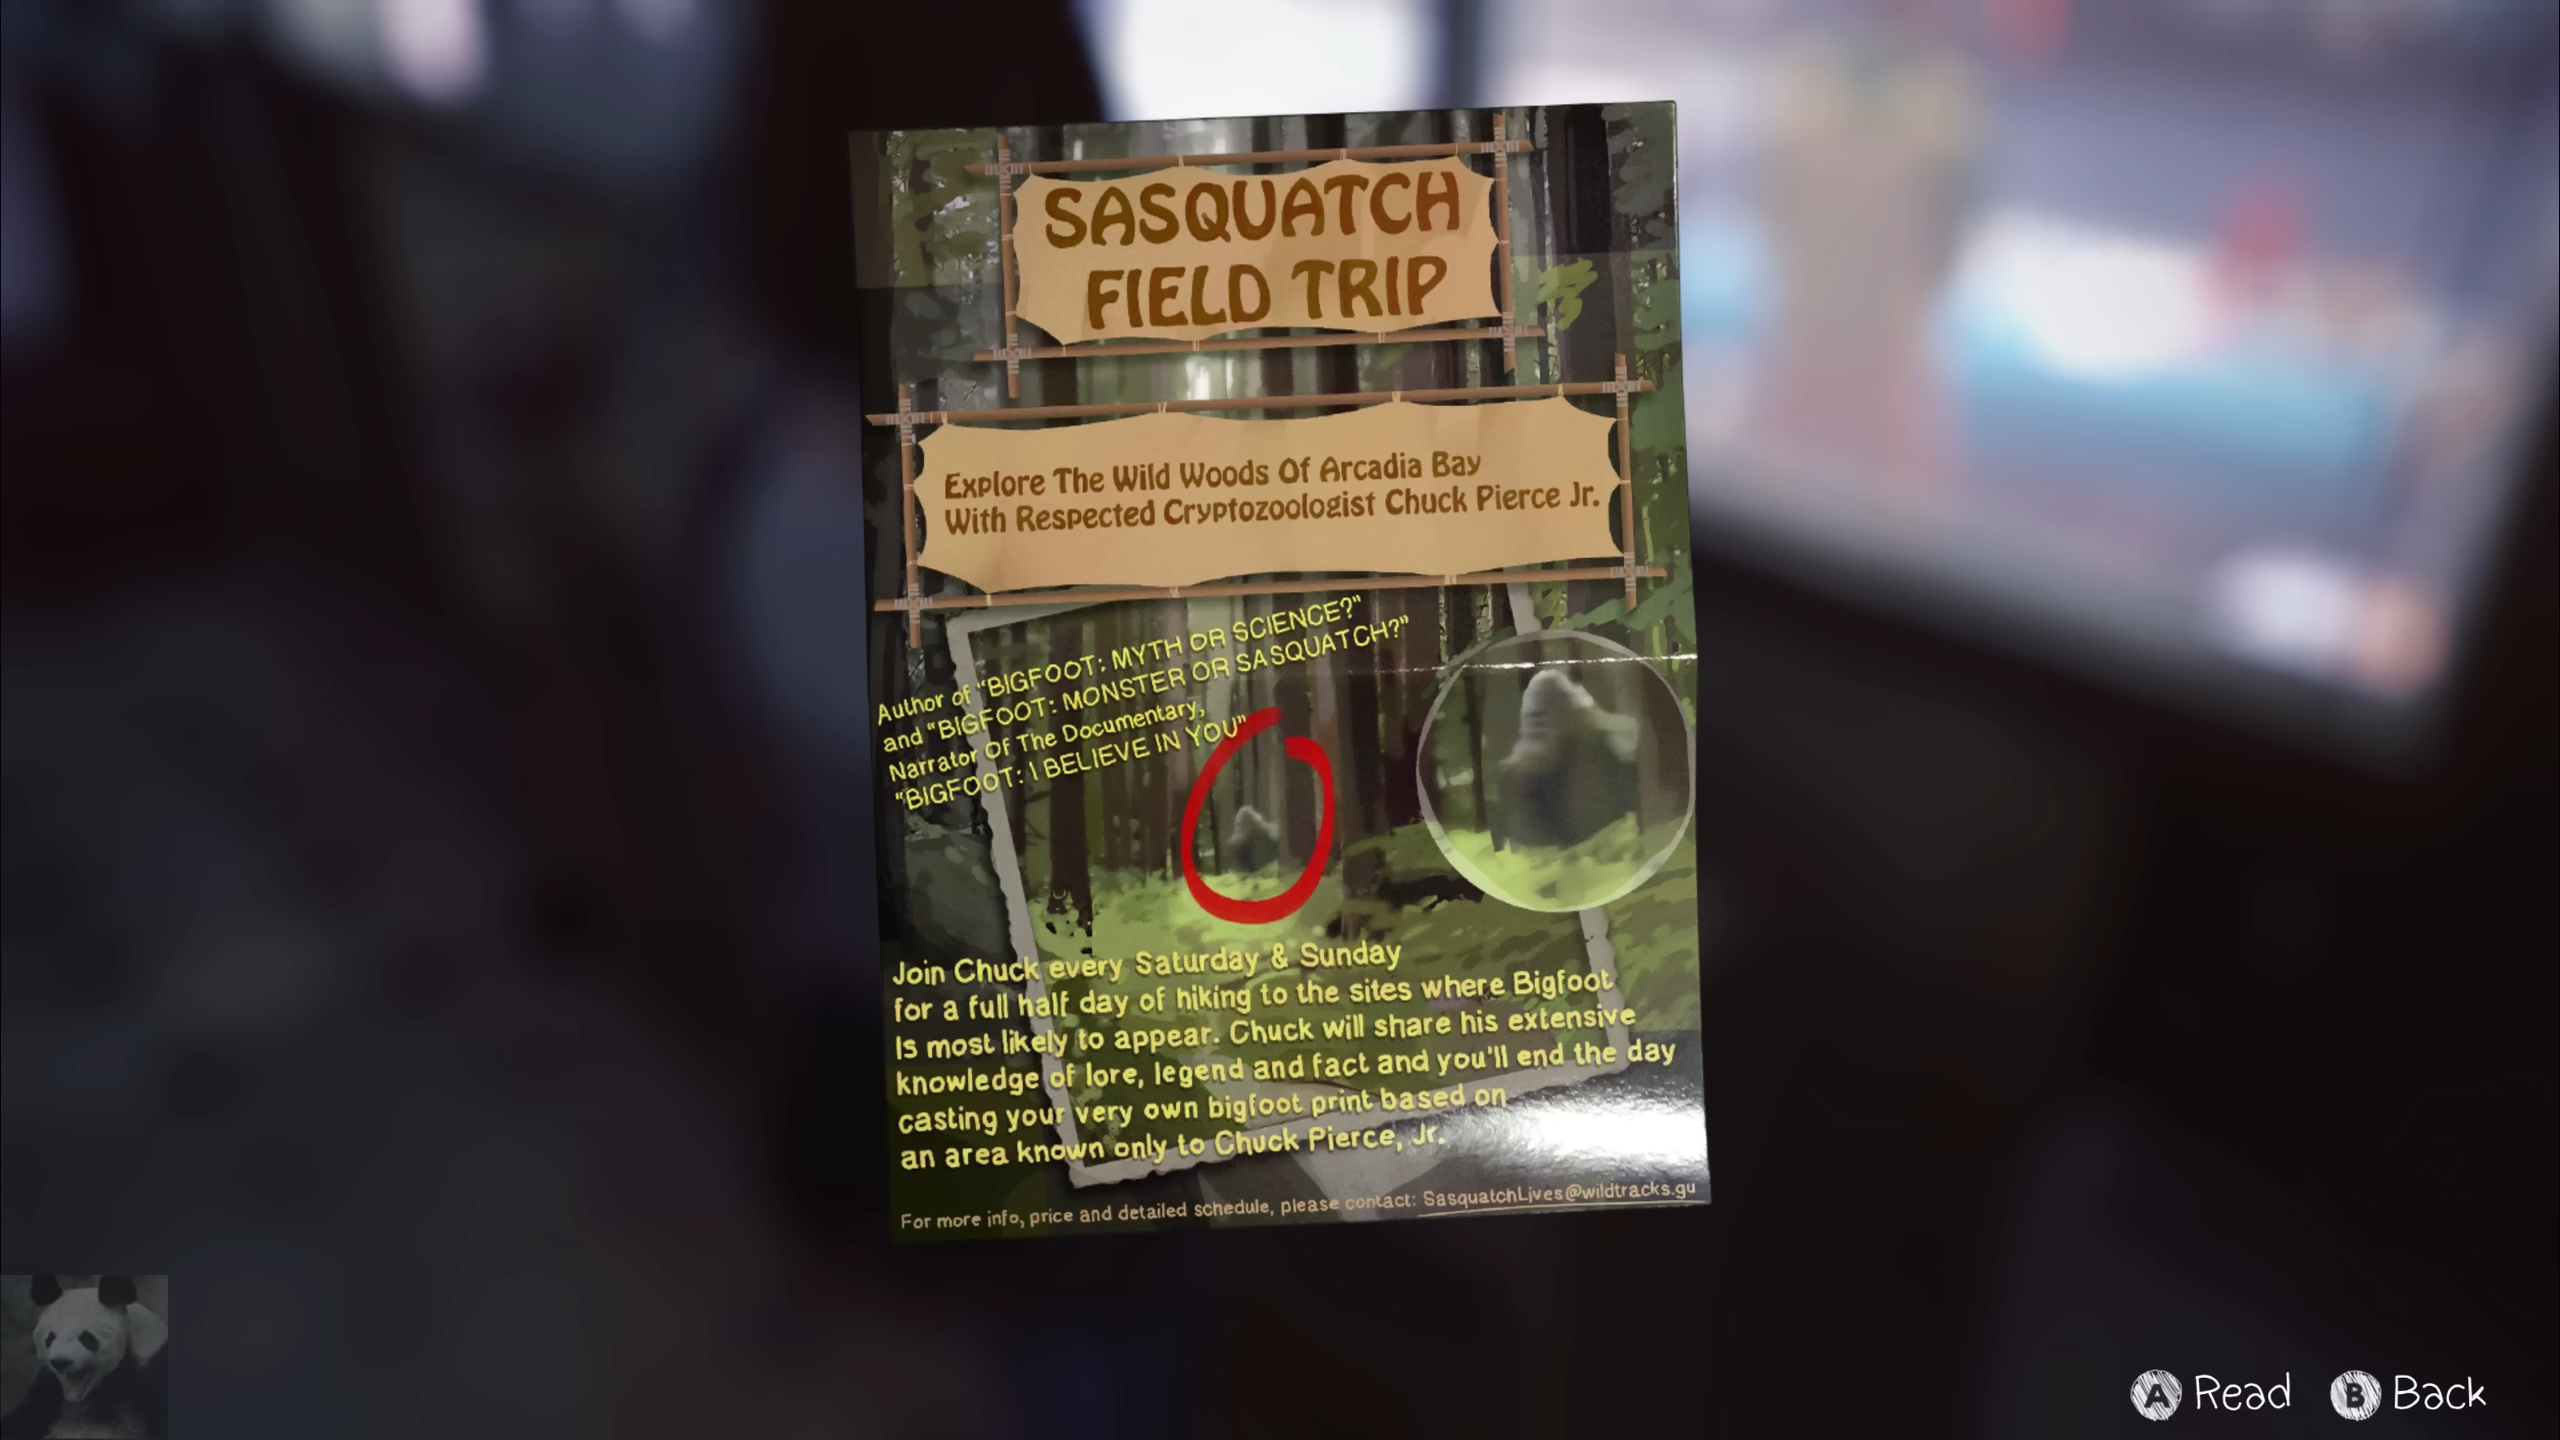 SASQUATCH
FIELD TRIP
Explore The Wild Woods Of Arcadia Bay
With Respected Cryptozoologist Chuck Pierce Jr.
Author of "BIGFOOT: MYTH OR SCIENCE?"
and "BIGFOOT: MONSTER OR SASQUATCH?"
Narrator Of The Documentary,
"BIGFOOT: I BELIEVE IN YOU"
Join Chuck every Saturday & Sunday
for a full half day of hiking to the sites where Bigfoot
Is most likely to appear. Chuck will share his extensive
knowledge of lore, legend and fact and you'll end the day
casting your very own bigfoot print based on
an area known only to Chuck Pierce, Jr.
For more info, price and detailed schedule, please contact: SasquatchLives@wildtracks.gu
A Read B Back